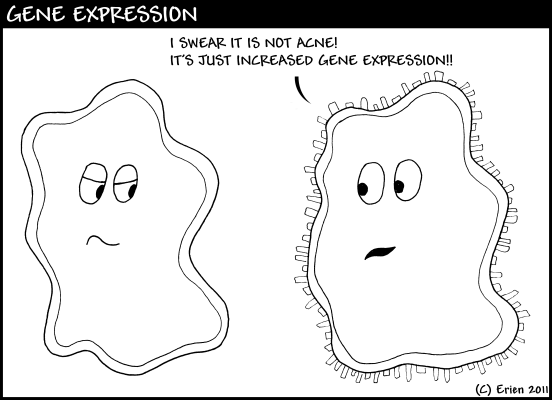 GENE EXPRESSION
I SWEAR IT IS NOT ACNE!
IT'S JUST INCREASED GENE EXPRESSION!!
(C) Erien 2011